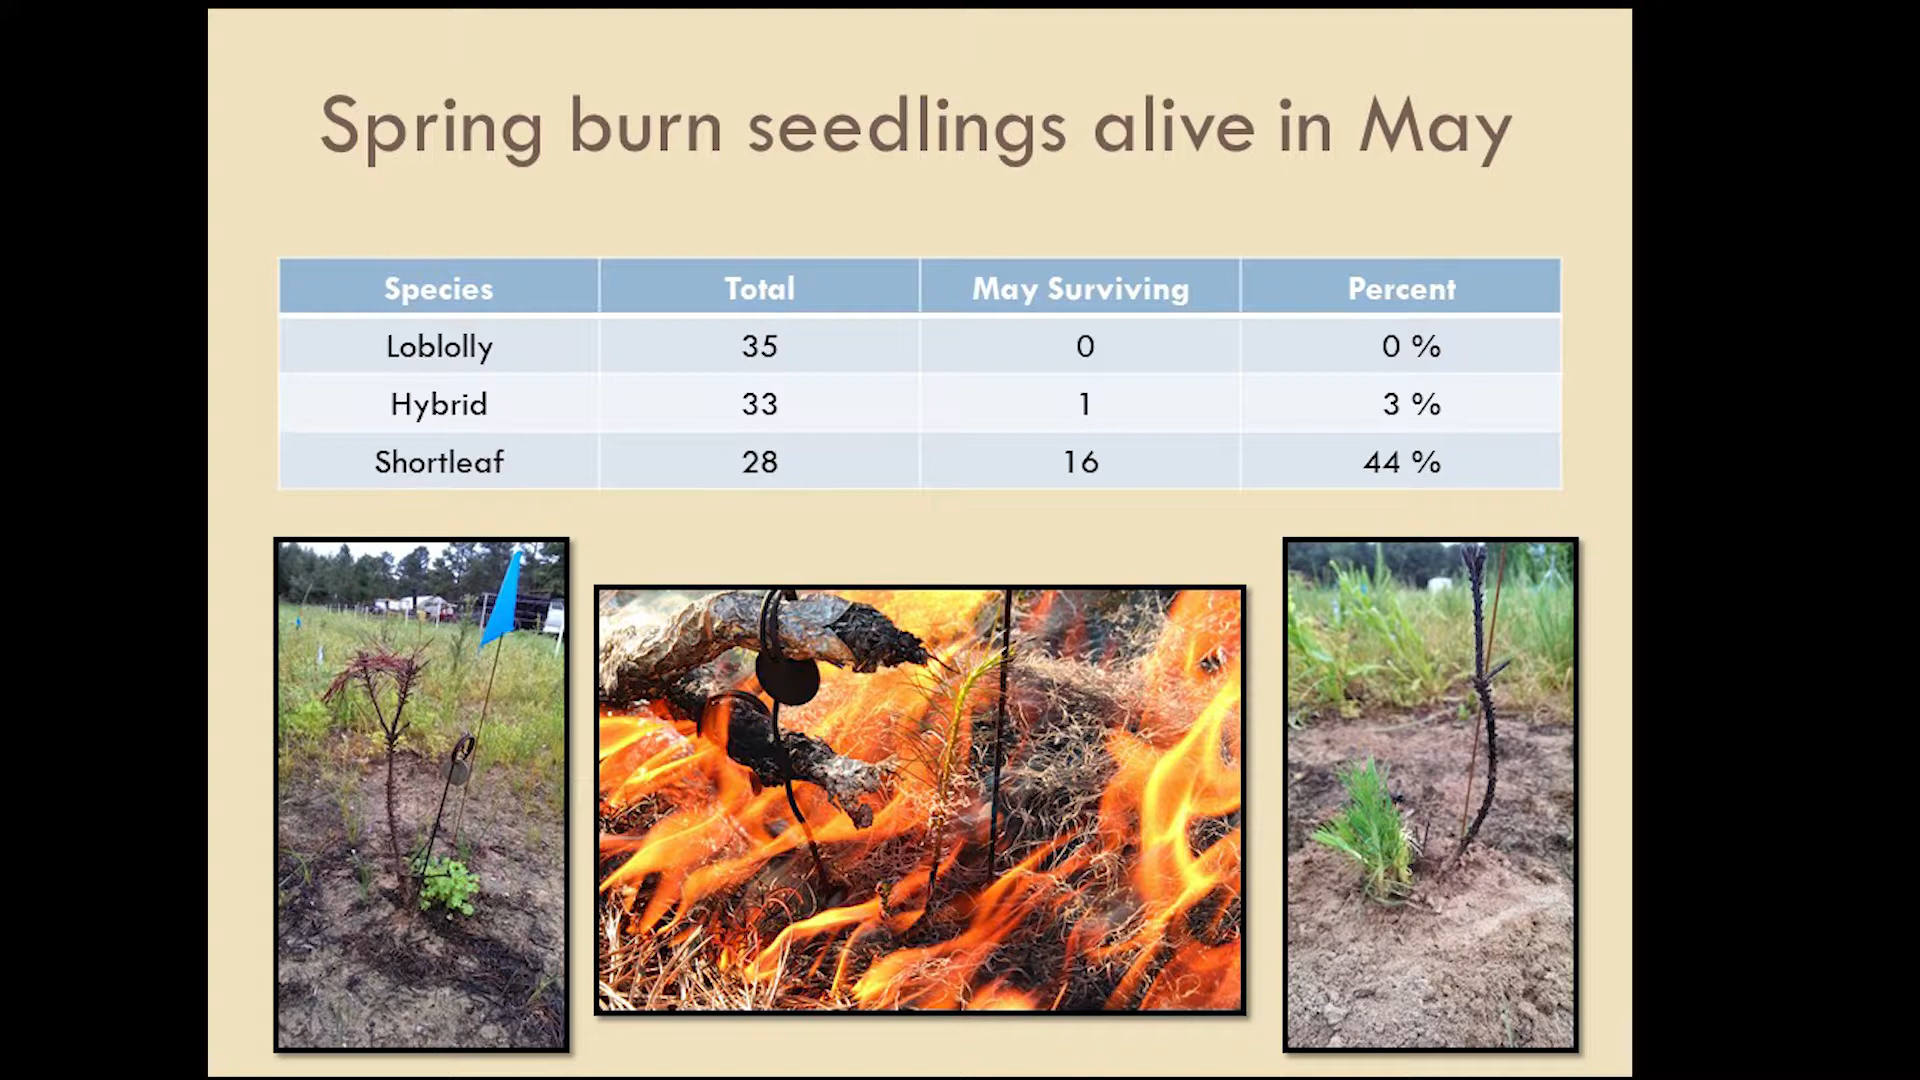 Spring burn seedlings alive in May
Species Total May Surviving Percent
Loblolly 35 0 0 %
Hybrid 33 1 3 %
Shortleaf 28 16 44 %